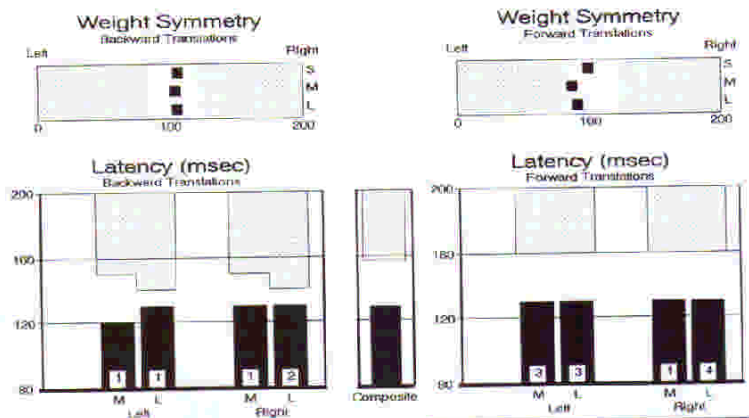 Weight Symmetry
Backward Translations
Left Right
S
M
L
0 100 200
Weight Symmetry
Forward Translations
Left Right
S
M
L
0 100 200
Latency (msec)
Backward Translations
200
160
120
80
1 1 1 2
M L M L
Left Right
Composite
Latency (msec)
Forward Translations
200
180
120
80
3 3 1 4
M L M L
Left Right